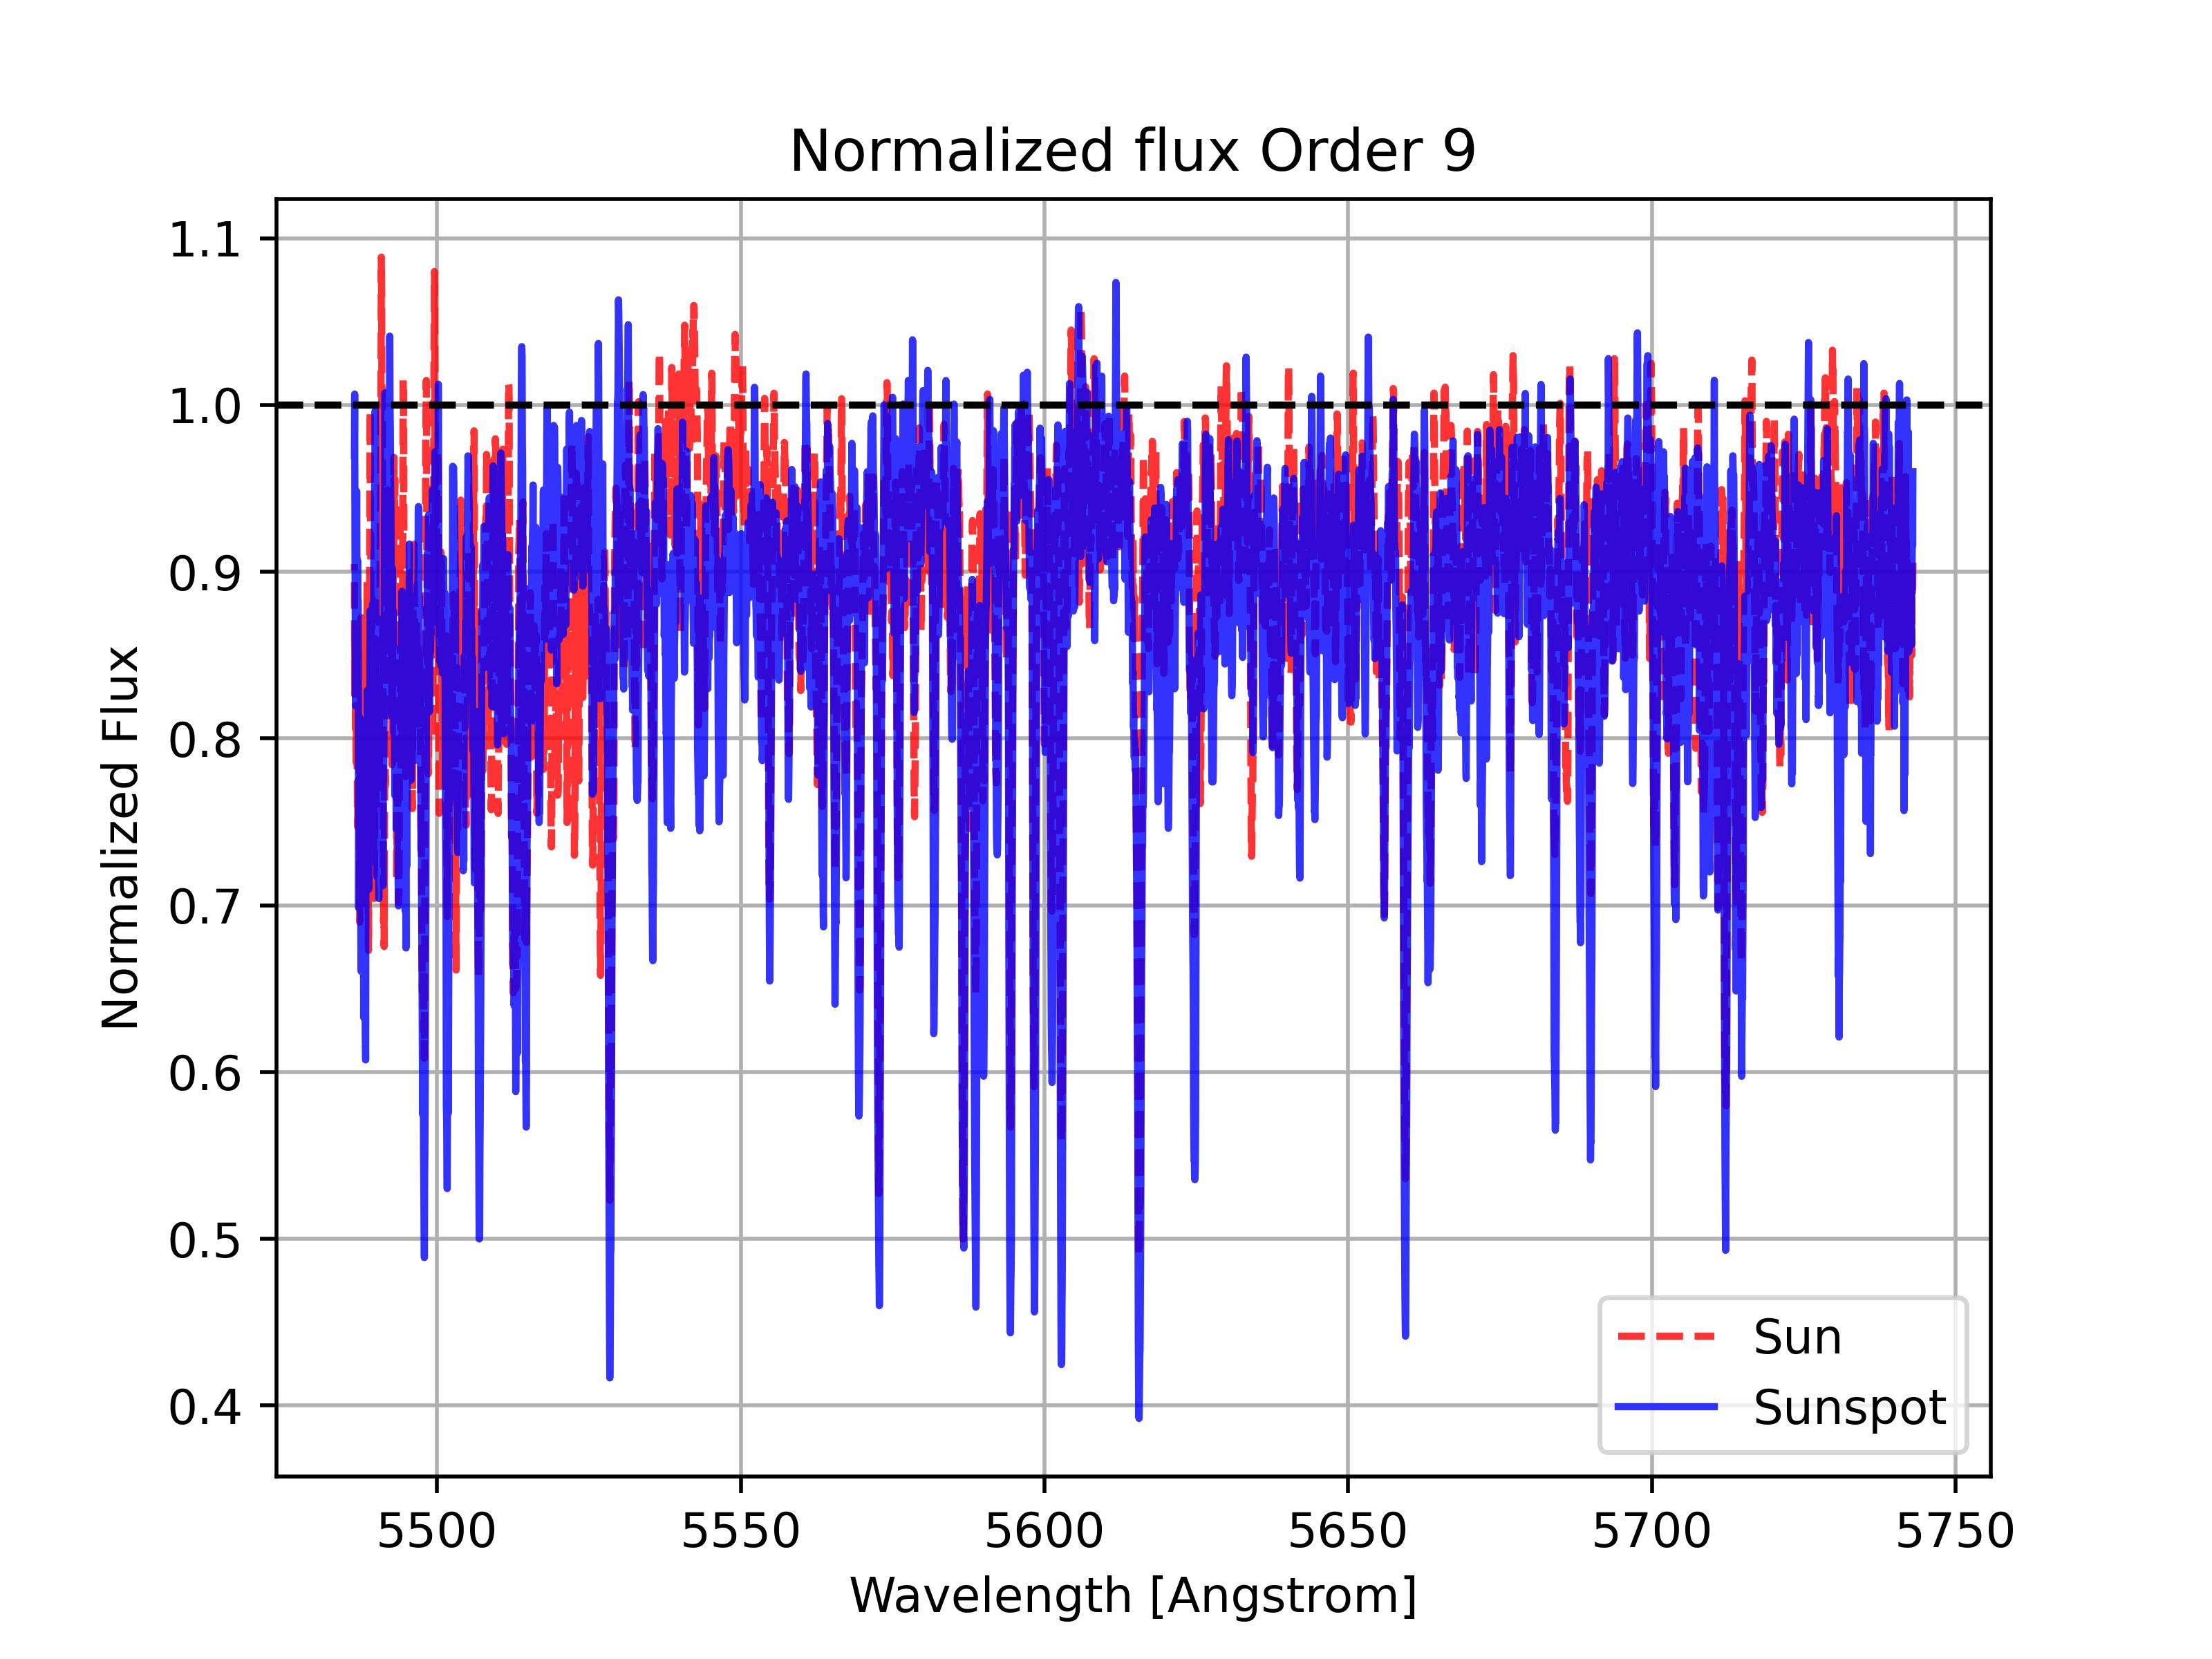 Normalized flux Order 9
1.1
1.0
0.9
0.8
0.7
0.6
0.5
0.4
Normalized Flux
Sun
Sunspot
5500 5550 5600 5650 5700 5750
Wavelength [Angstrom]